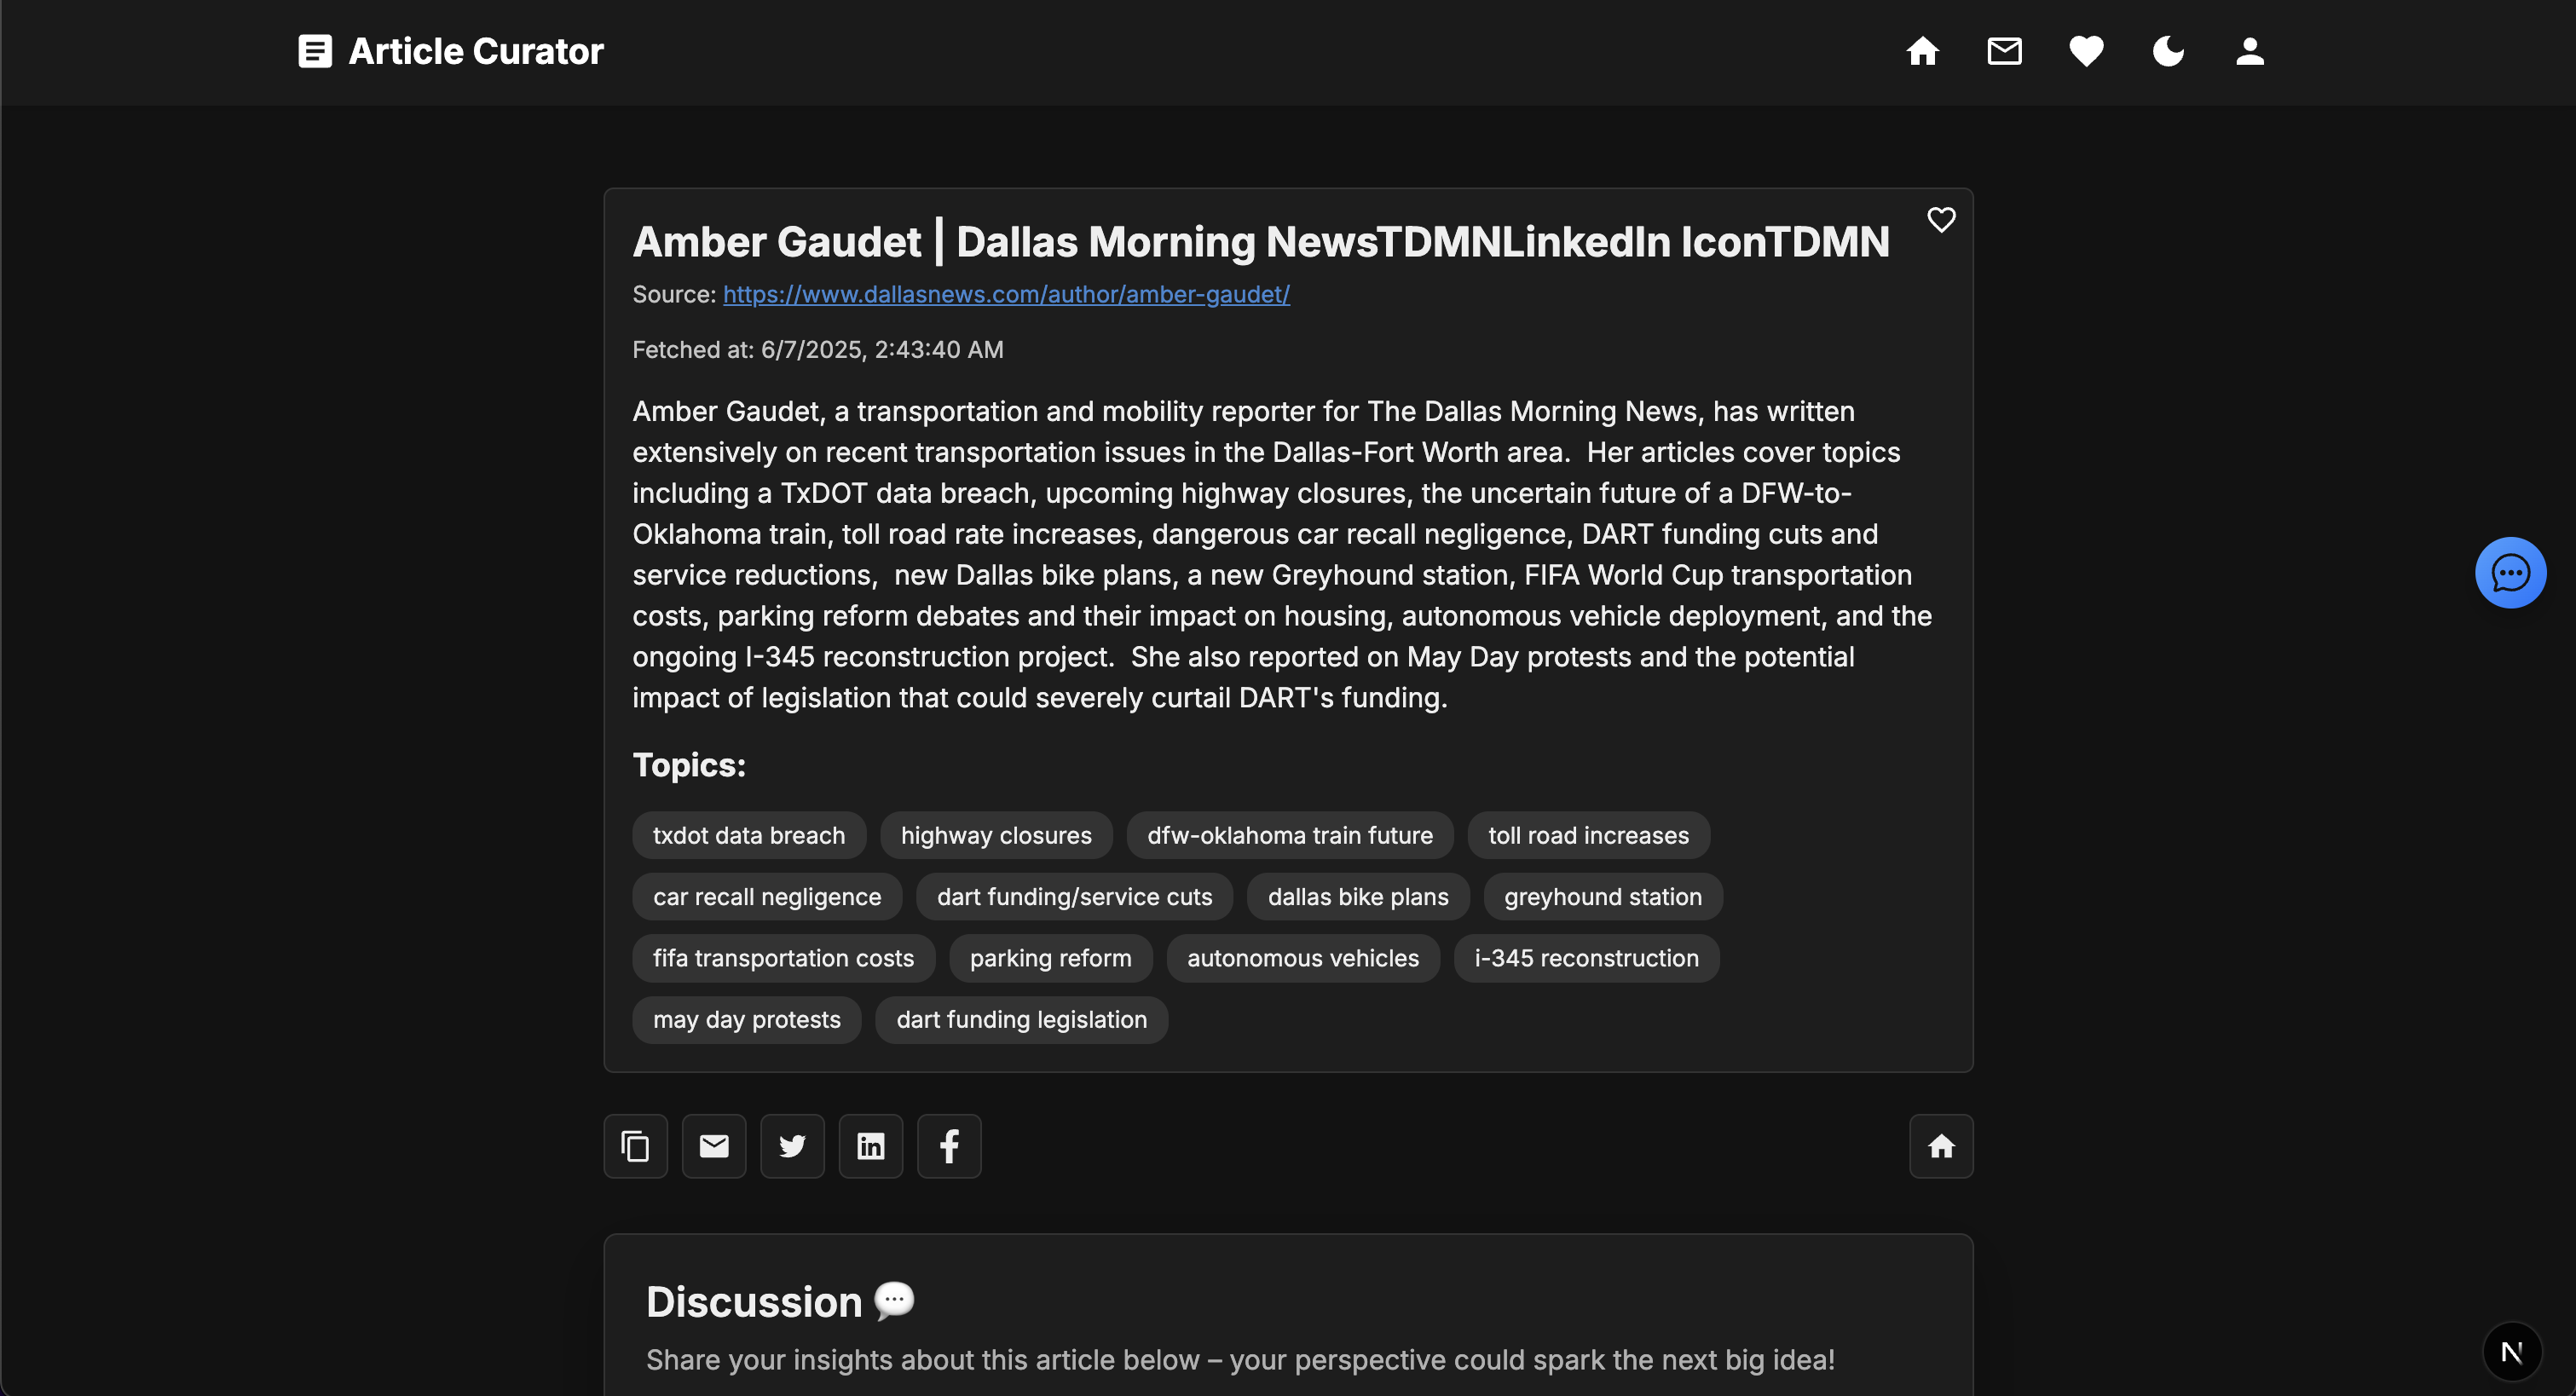 Article Curator
Amber Gaudet | Dallas Morning NewsTDMNLinkedIn IconTDMN
Source: https://www.dallasnews.com/author/amber-gaudet/
Fetched at: 6/7/2025, 2:43:40 AM
Amber Gaudet, a transportation and mobility reporter for The Dallas Morning News, has written
extensively on recent transportation issues in the Dallas-Fort Worth area.  Her articles cover topics
including a TxDOT data breach, upcoming highway closures, the uncertain future of a DFW-to-
Oklahoma train, toll road rate increases, dangerous car recall negligence, DART funding cuts and
service reductions,  new Dallas bike plans, a new Greyhound station, FIFA World Cup transportation
costs, parking reform debates and their impact on housing, autonomous vehicle deployment, and the
ongoing I-345 reconstruction project.  She also reported on May Day protests and the potential
impact of legislation that could severely curtail DART's funding.
Topics:
txdot data breach highway closures dfw-oklahoma train future toll road increases
car recall negligence dart funding/service cuts dallas bike plans greyhound station
fifa transportation costs parking reform autonomous vehicles i-345 reconstruction
may day protests dart funding legislation
in f
Discussion 💬
Share your insights about this article below – your perspective could spark the next big idea!
N